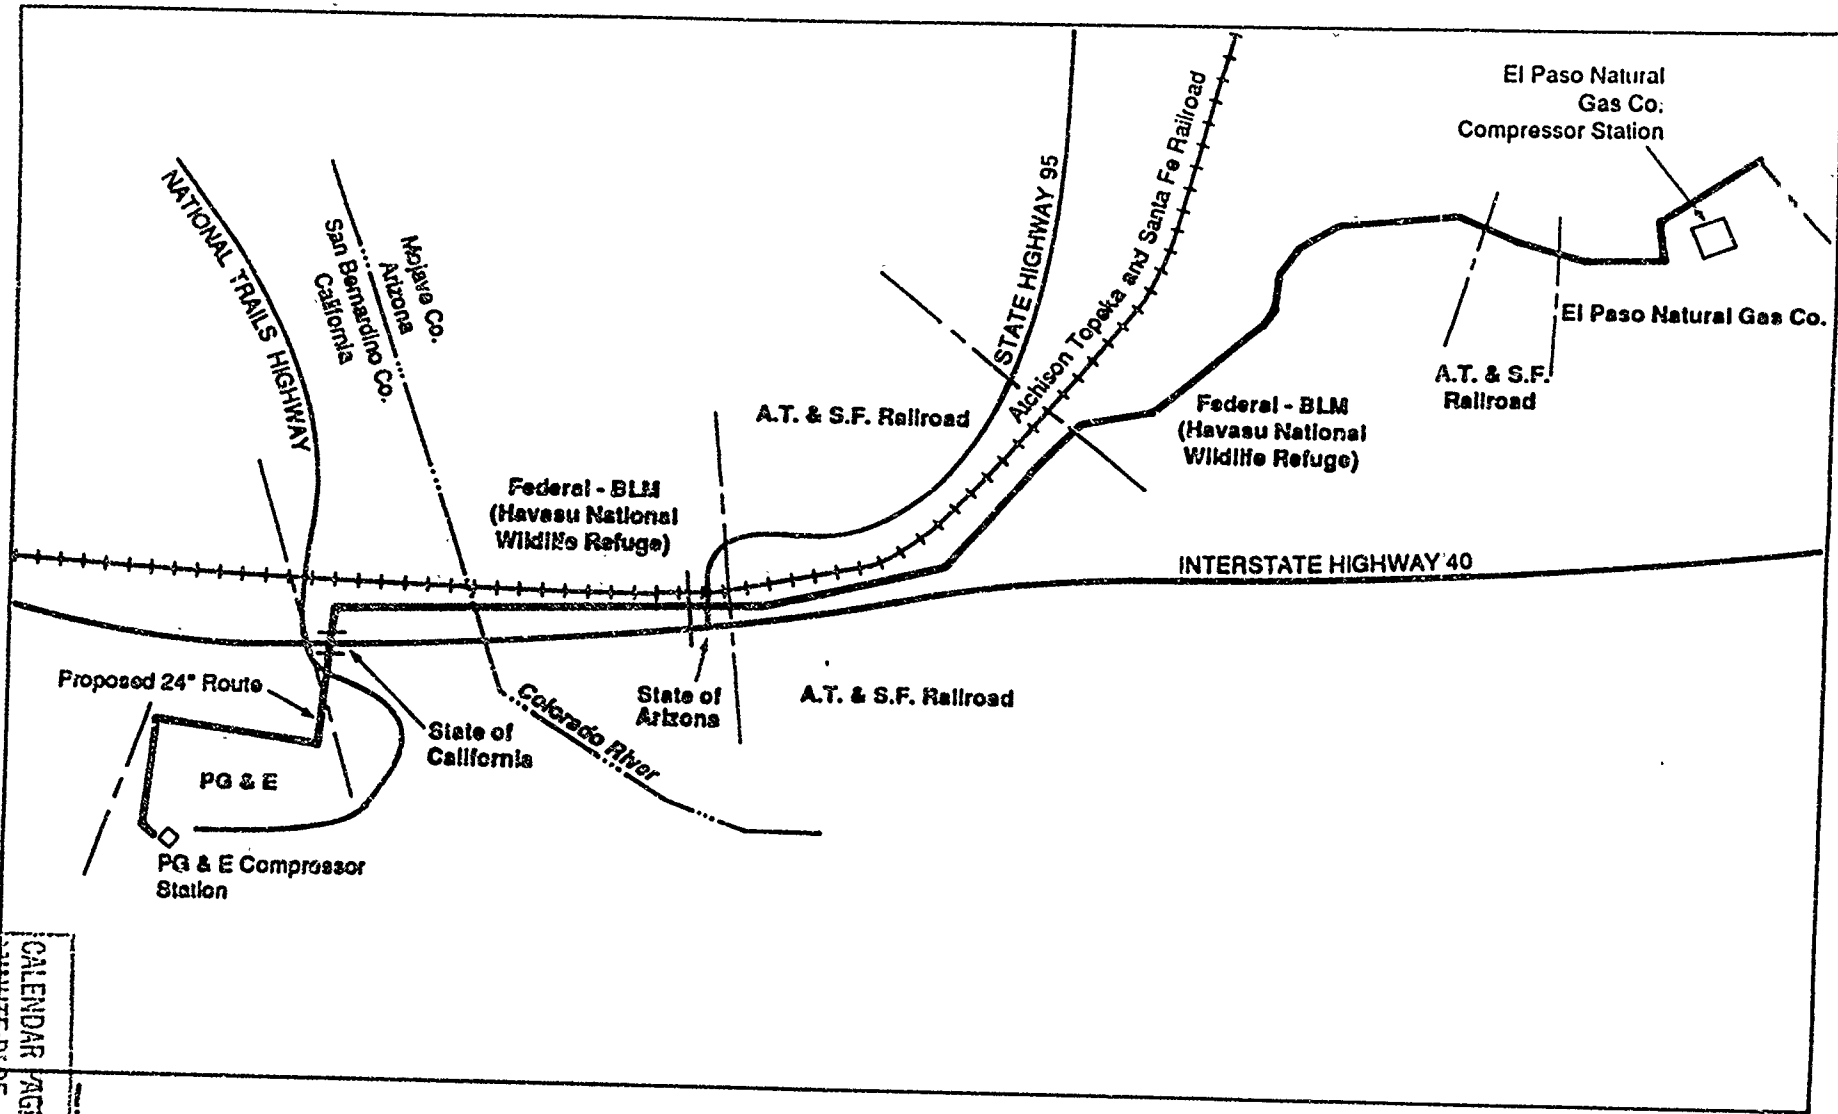 El Paso Natural
Gas Co.
Compressor Station
NATIONAL TRAILS HIGHWAY
Mojave Co.
Arizona
San Bernardino Co.
California
STATE HIGHWAY 95
Atchison Topeka and Santa Fe Railroad
El Paso Natural Gas Co.
A.T. & S.F.
Railroad
Federal - BLM
(Havasu National
Wildlife Refuge)
A.T. & S.F. Railroad
Federal - BLM
(Havasu National
Wildlife Refuge)
INTERSTATE HIGHWAY 40
Proposed 24" Route
State of
Arizona
A.T. & S.F. Railroad
Colorado River
State of
California
PG & E
PG & E Compressor
Station
CALENDAR PAGE
MINUTE PAGE